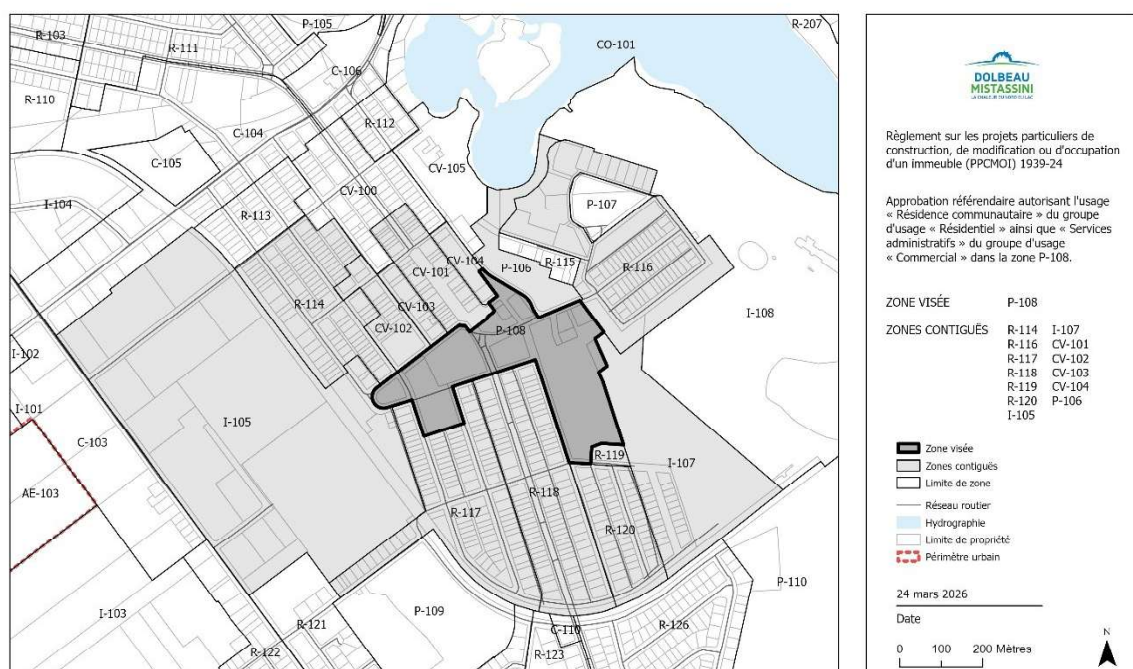 P-105
R-103
R-111
CO-101
R-207
C-106
R-110
R-112
C-104
C-105
CV-105
CV-100
I-104
P-107
R-113
CV-104
P-106
R-115
R-116
CV-101
R-114
CV-103
I-108
CV-102
P-108
I-102
I-101
I-105
C-103
R-119
I-107
AE-103
R-118
R-117
R-120
P-110
I-103
P-109
R-121
C-110
R-126
R-122
R-123
DOLBEAU
MISTASSINI
Règlement sur les projets particuliers de
construction, de modification ou d'occupation
d'un immeuble (PPCMOI) 1939-24
Approbation référendaire autorisant l'usage
« Résidence communautaire » du groupe
d'usage « Résidentiel » ainsi que « Services
administratifs » du groupe d'usage
« Commercial » dans la zone P-108.
ZONE VISÉE P-108
ZONES CONTIGUËS R-114 I-107
R-116 CV-101
R-117 CV-102
R-118 CV-103
R-119 CV-104
R-120 P-106
I-105
Zone visée
Zones contiguës
Limite de zone
Réseau routier
Hydrographie
Limite de propriété
Périmètre urbain
24 mars 2026
Date
N
0 100 200 Mètres